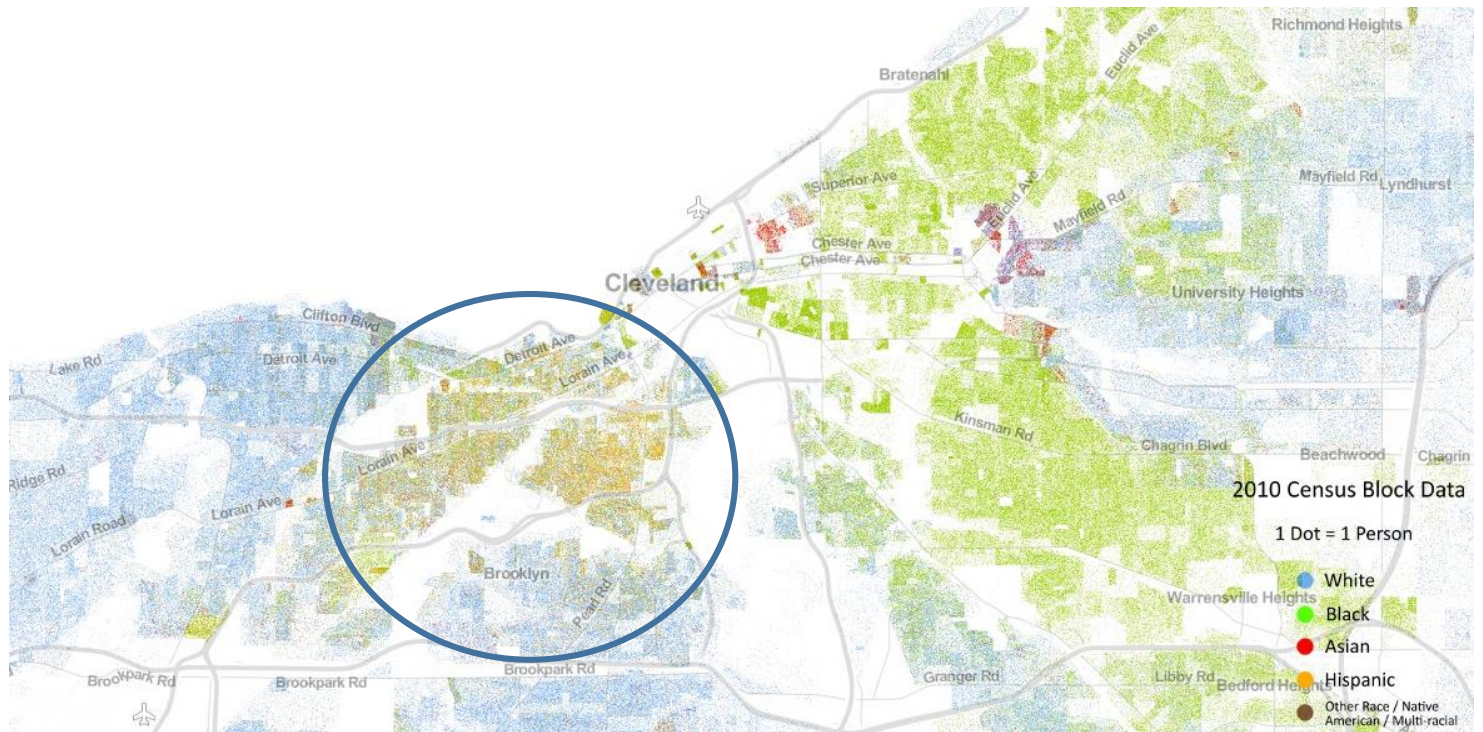 Richmond Heights
Euclid Ave
Bratenahl
Superior Ave
Euclid Ave
Mayfield Rd
Mayfield Rd
Lyndhurst
Chester Ave
Chester Ave
Cleveland
University Heights
Clifton Blvd
Detroit Ave
Detroit Ave
Lake Rd
Lorain Ave
Kinsman Rd
Chagrin Blvd
Beachwood
Chagrin
Lorain Ave
Ridge Rd
Lorain Ave
Lorain Road
2010 Census Block Data
1 Dot = 1 Person
White
Black
Asian
Hispanic
Other Race / Native
American / Multi-racial
Brooklyn
Pearl Rd
Warrensville Heights
Brookpark Rd
Brookpark Rd
Brookpark Rd
Granger Rd
Libby Rd
Bedford Heights